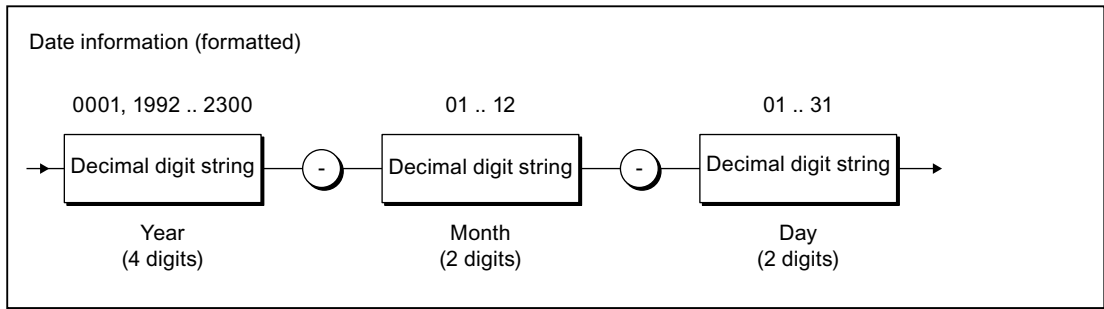 Date information (formatted)
0001, 1992 .. 2300
01 .. 12
01 .. 31
Decimal digit string
-
Decimal digit string
-
Decimal digit string
Year
(4 digits)
Month
(2 digits)
Day
(2 digits)